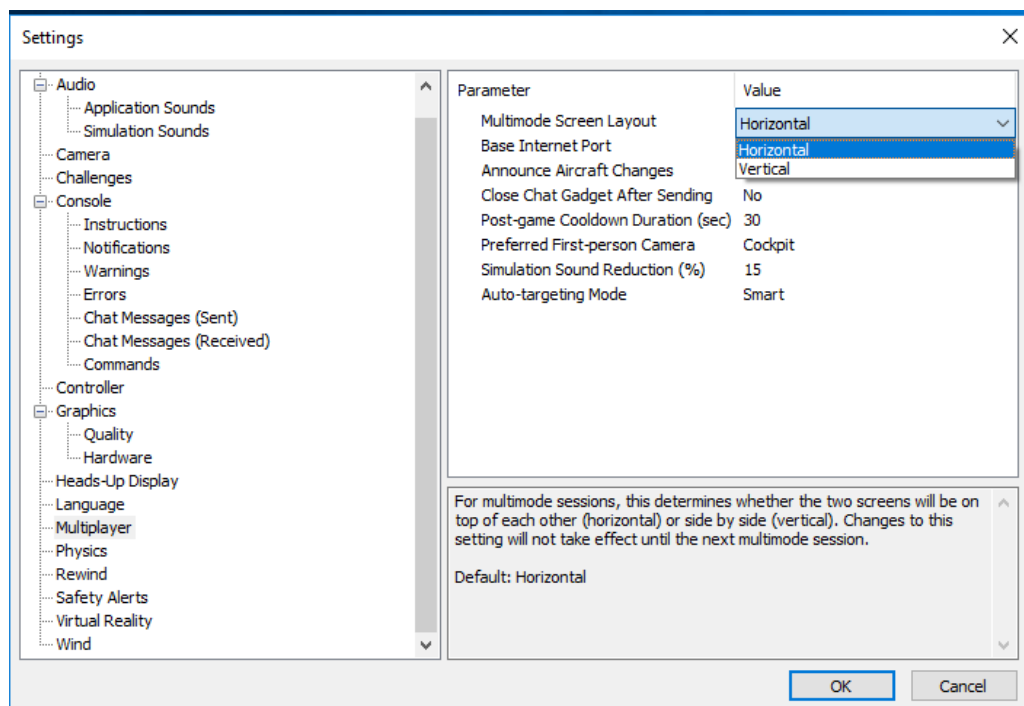 Settings
Audio
Application Sounds
Simulation Sounds
Camera
Challenges
Console
Instructions
Notifications
Warnings
Errors
Chat Messages (Sent)
Chat Messages (Received)
Commands
Controller
Graphics
Quality
Hardware
Heads-Up Display
Language
Multiplayer
Physics
Rewind
Safety Alerts
Virtual Reality
Wind
Parameter Value
Multimode Screen Layout Horizontal
Base Internet Port Horizontal
Announce Aircraft Changes Vertical
Close Chat Gadget After Sending No
Post-game Cooldown Duration (sec) 30
Preferred First-person Camera Cockpit
Simulation Sound Reduction (%) 15
Auto-targeting Mode Smart
For multimode sessions, this determines whether the two screens will be on
top of each other (horizontal) or side by side (vertical). Changes to this
setting will not take effect until the next multimode session.
Default: Horizontal
OK Cancel